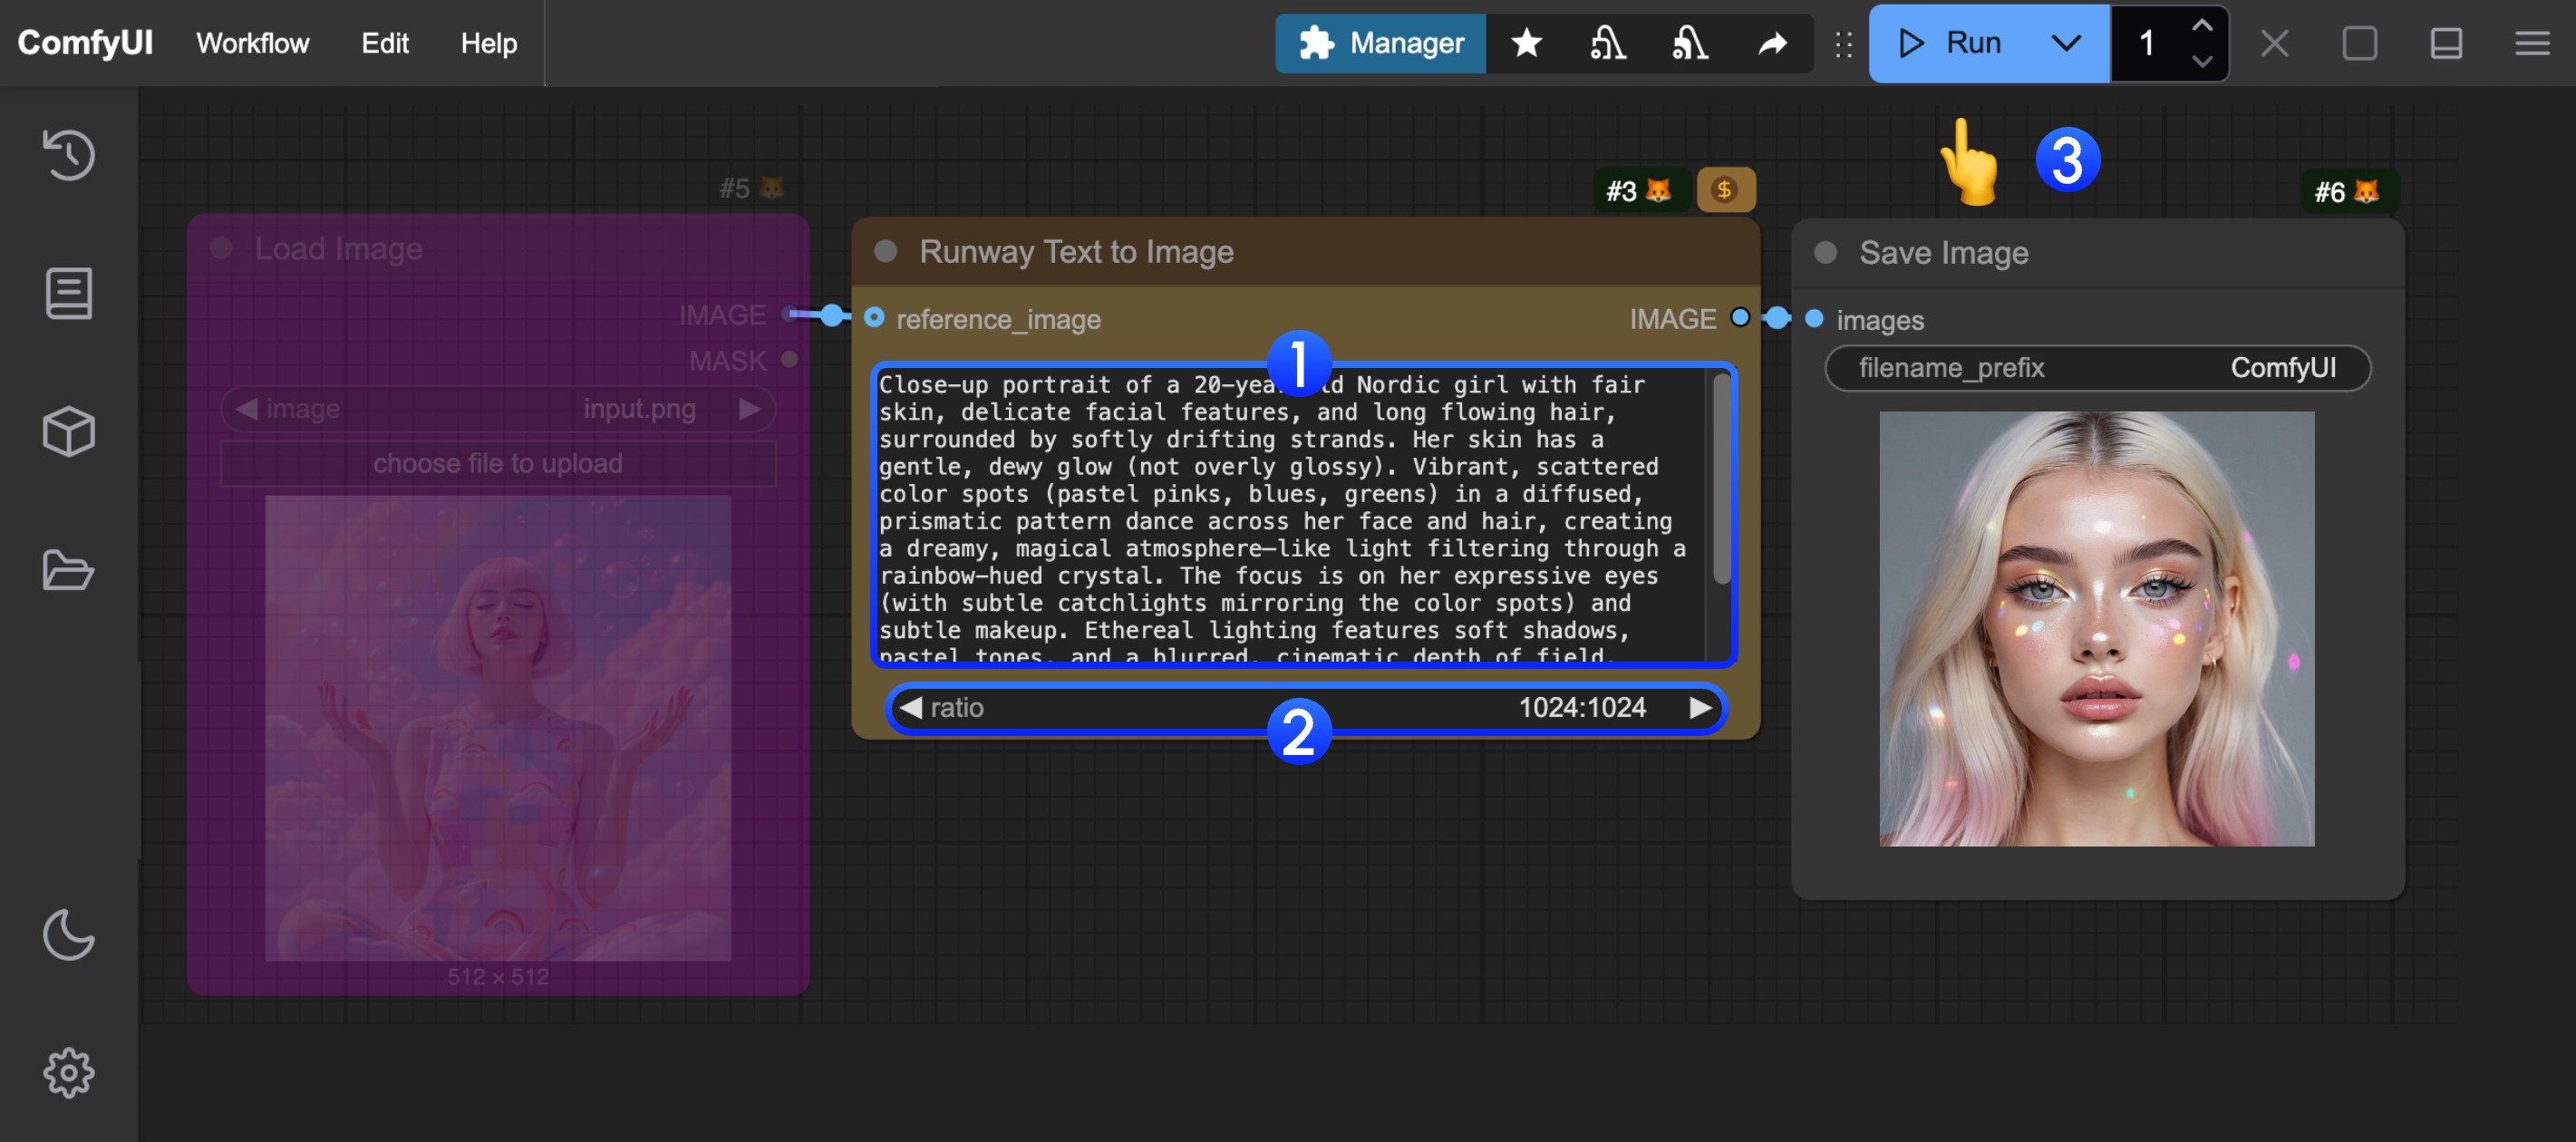 ComfyUI
Workflow
Edit
Help
Manager
Run
1
3
#5
#3
$
#6
Load Image
IMAGE
MASK
image
input.png
choose file to upload
512 × 512
Runway Text to Image
reference_image
IMAGE
1
Close-up portrait of a 20-yea ld Nordic girl with fair
skin, delicate facial features, and long flowing hair,
surrounded by softly drifting strands. Her skin has a
gentle, dewy glow (not overly glossy). Vibrant, scattered
color spots (pastel pinks, blues, greens) in a diffused,
prismatic pattern dance across her face and hair, creating
a dreamy, magical atmosphere—like light filtering through a
rainbow-hued crystal. The focus is on her expressive eyes
(with subtle catchlights mirroring the color spots) and
subtle makeup. Ethereal lighting features soft shadows,
pastel tones, and a blurred, cinematic depth of field.
ratio
1024:1024
2
Save Image
images
filename_prefix
ComfyUI